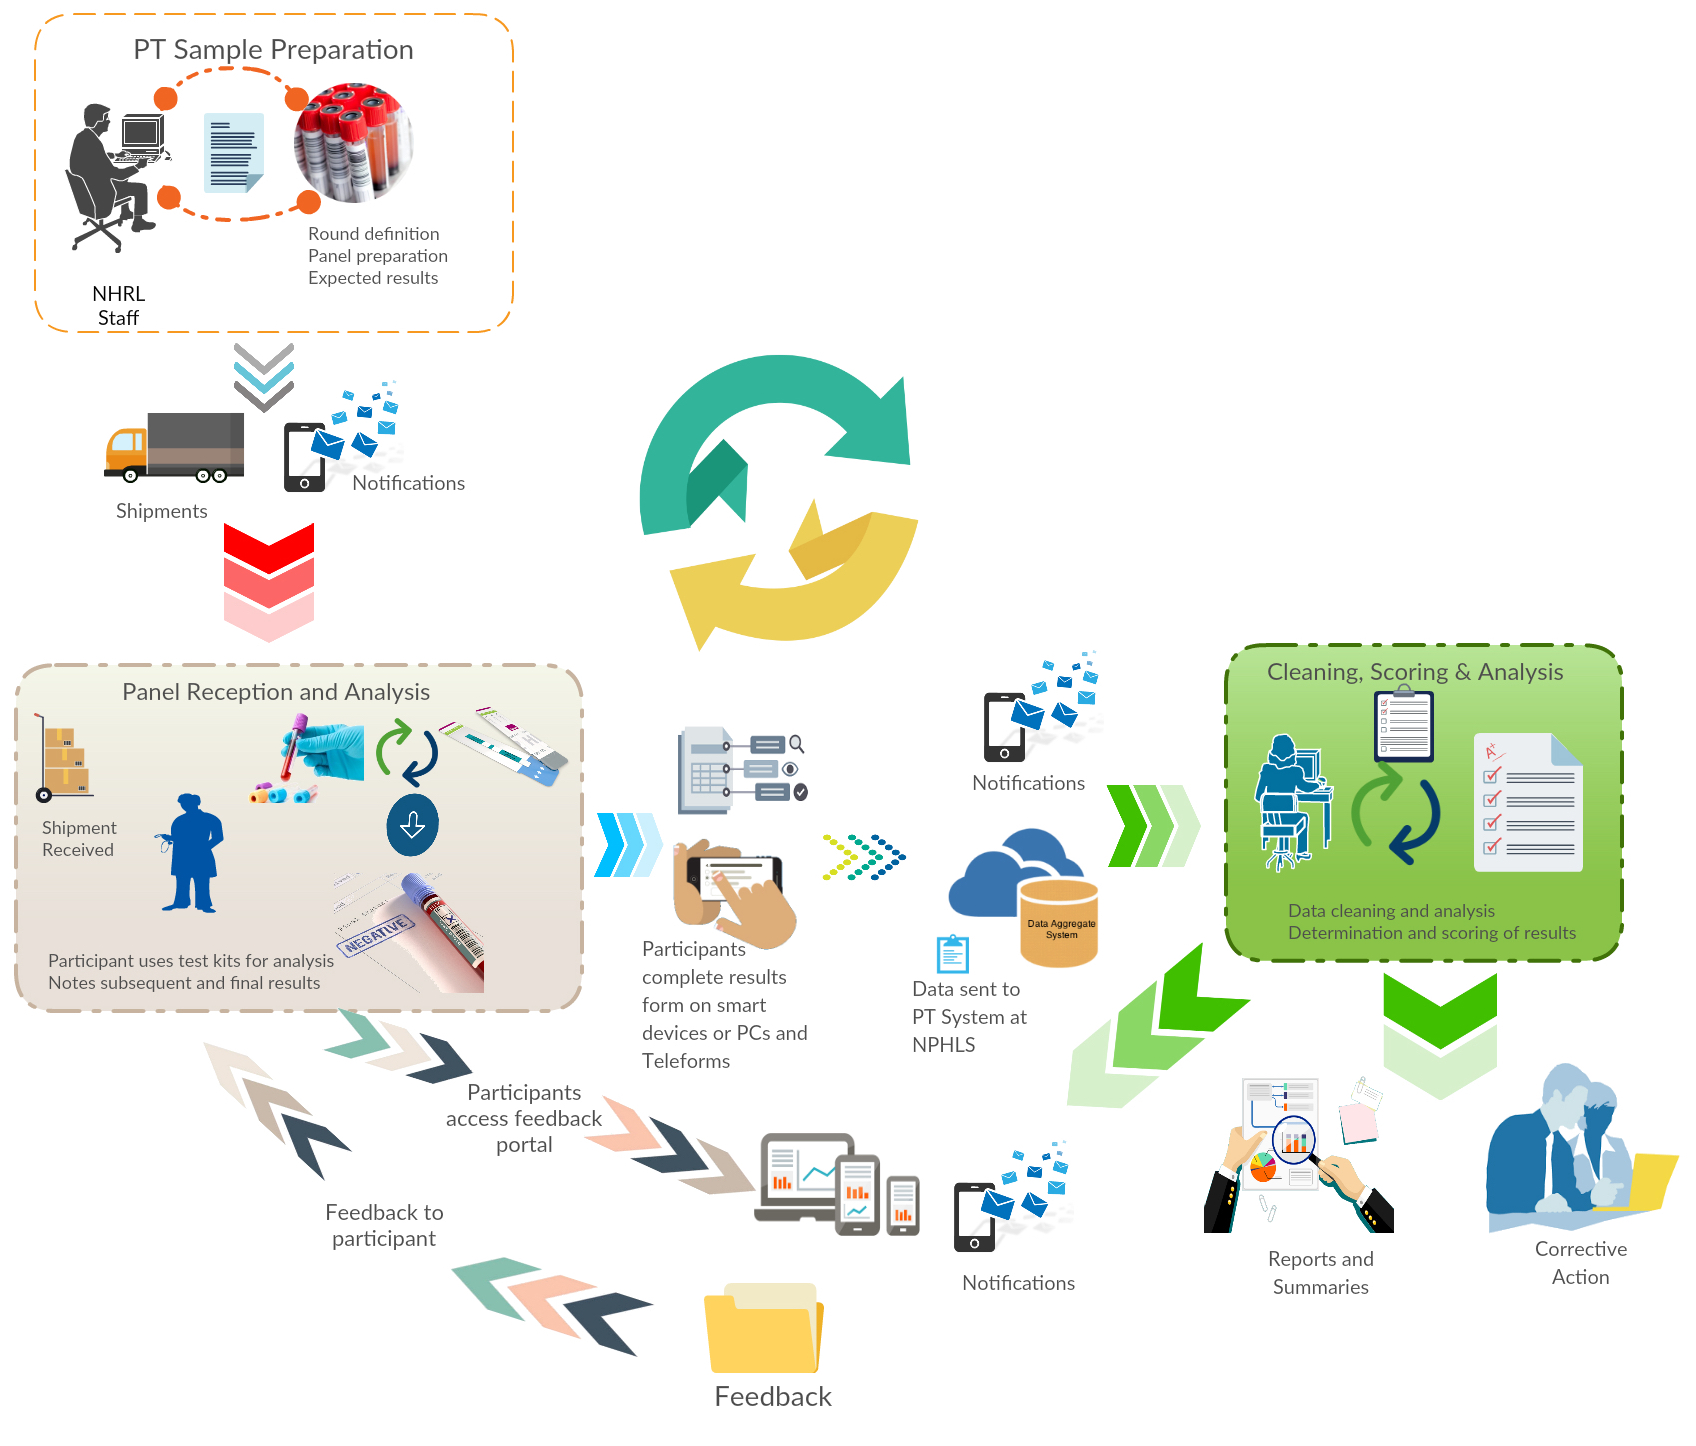 PT Sample Preparation
Round definition
Panel preparation
Expected results
NHRL
Staff
Shipments
Notifications
Panel Reception and Analysis
Shipment
Received
NEGATIVE
Participant uses test kits for analysis
Notes subsequent and final results
Participants
complete results
form on smart
devices or PCs and
Teleforms
Notifications
Data Aggregate
System
Data sent to
PT System at
NPHLS
Cleaning, Scoring & Analysis
A+
Data cleaning and analysis
Determination and scoring of results
Participants
access feedback
portal
Feedback to
participant
Notifications
Reports and
Summaries
Corrective
Action
Feedback